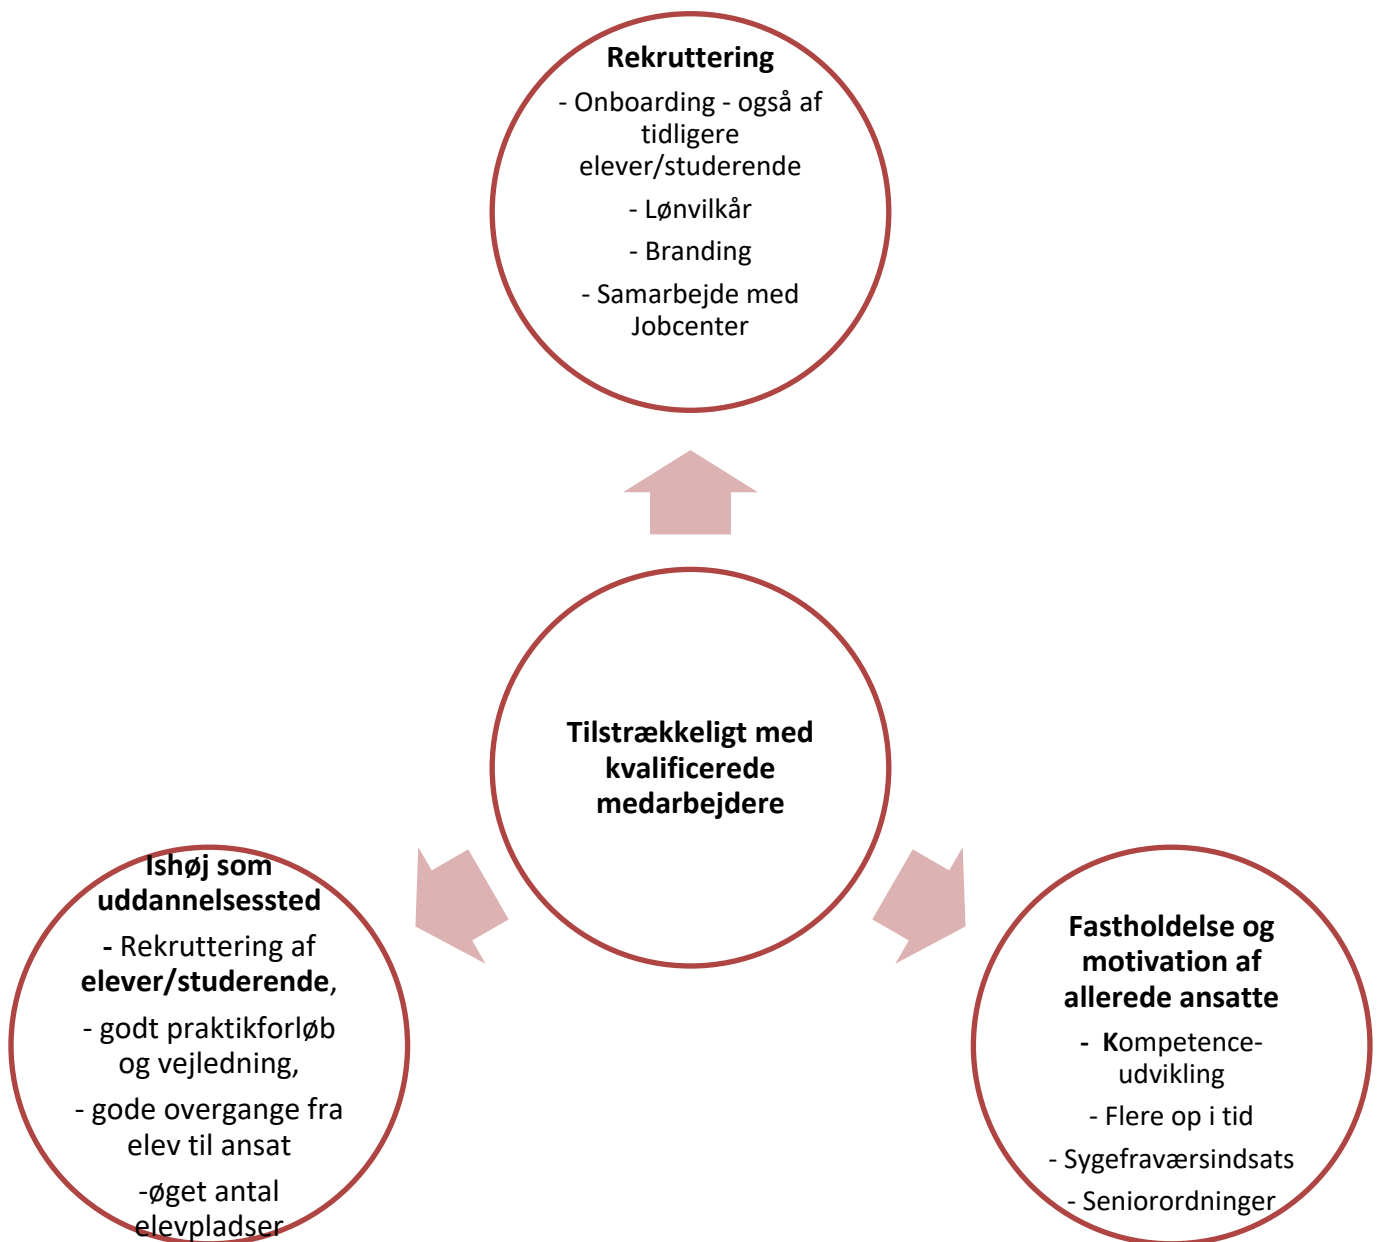 Rekruttering
- Onboarding - også af
tidligere
elever/studerende
- Lønvilkår
- Branding
- Samarbejde med
Jobcenter
Tilstrækkeligt med
kvalificerede
medarbejdere
Ishøj som
uddannelsessted
- Rekruttering af
elever/studerende,
- godt praktikforløb
og vejledning,
- gode overgange fra
elev til ansat
-øget antal
elevpladser
Fastholdelse og
motivation af
allerede ansatte
- Kompetence-
udvikling
- Flere op i tid
- Sygefraværsindsats
- Seniorordninger